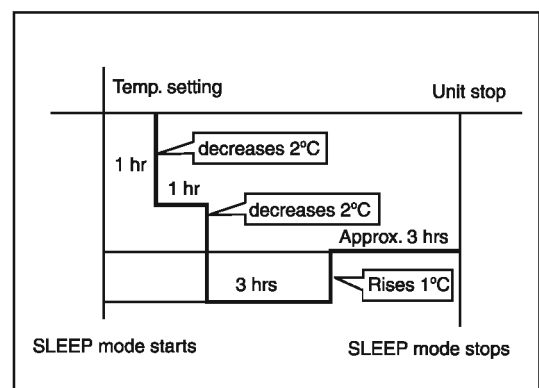 Temp. setting
Unit stop
1 hr
decreases 2°C
1 hr
decreases 2°C
Approx. 3 hrs
3 hrs
Rises 1°C
SLEEP mode starts
SLEEP mode stops